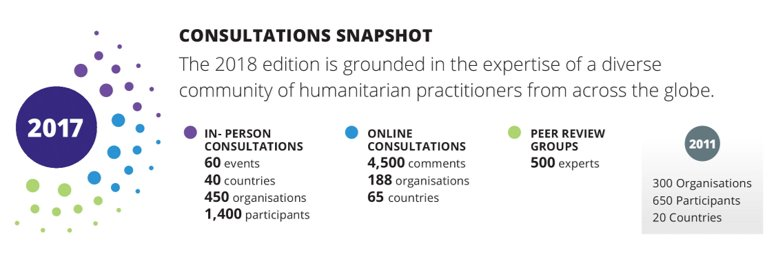 CONSULTATIONS SNAPSHOT
The 2018 edition is grounded in the expertise of a diverse
community of humanitarian practitioners from across the globe.
2017
IN- PERSON
CONSULTATIONS
60 events
40 countries
450 organisations
1,400 participants
ONLINE
CONSULTATIONS
4,500 comments
188 organisations
65 countries
PEER REVIEW
GROUPS
500 experts
2011
300 Organisations
650 Participants
20 Countries